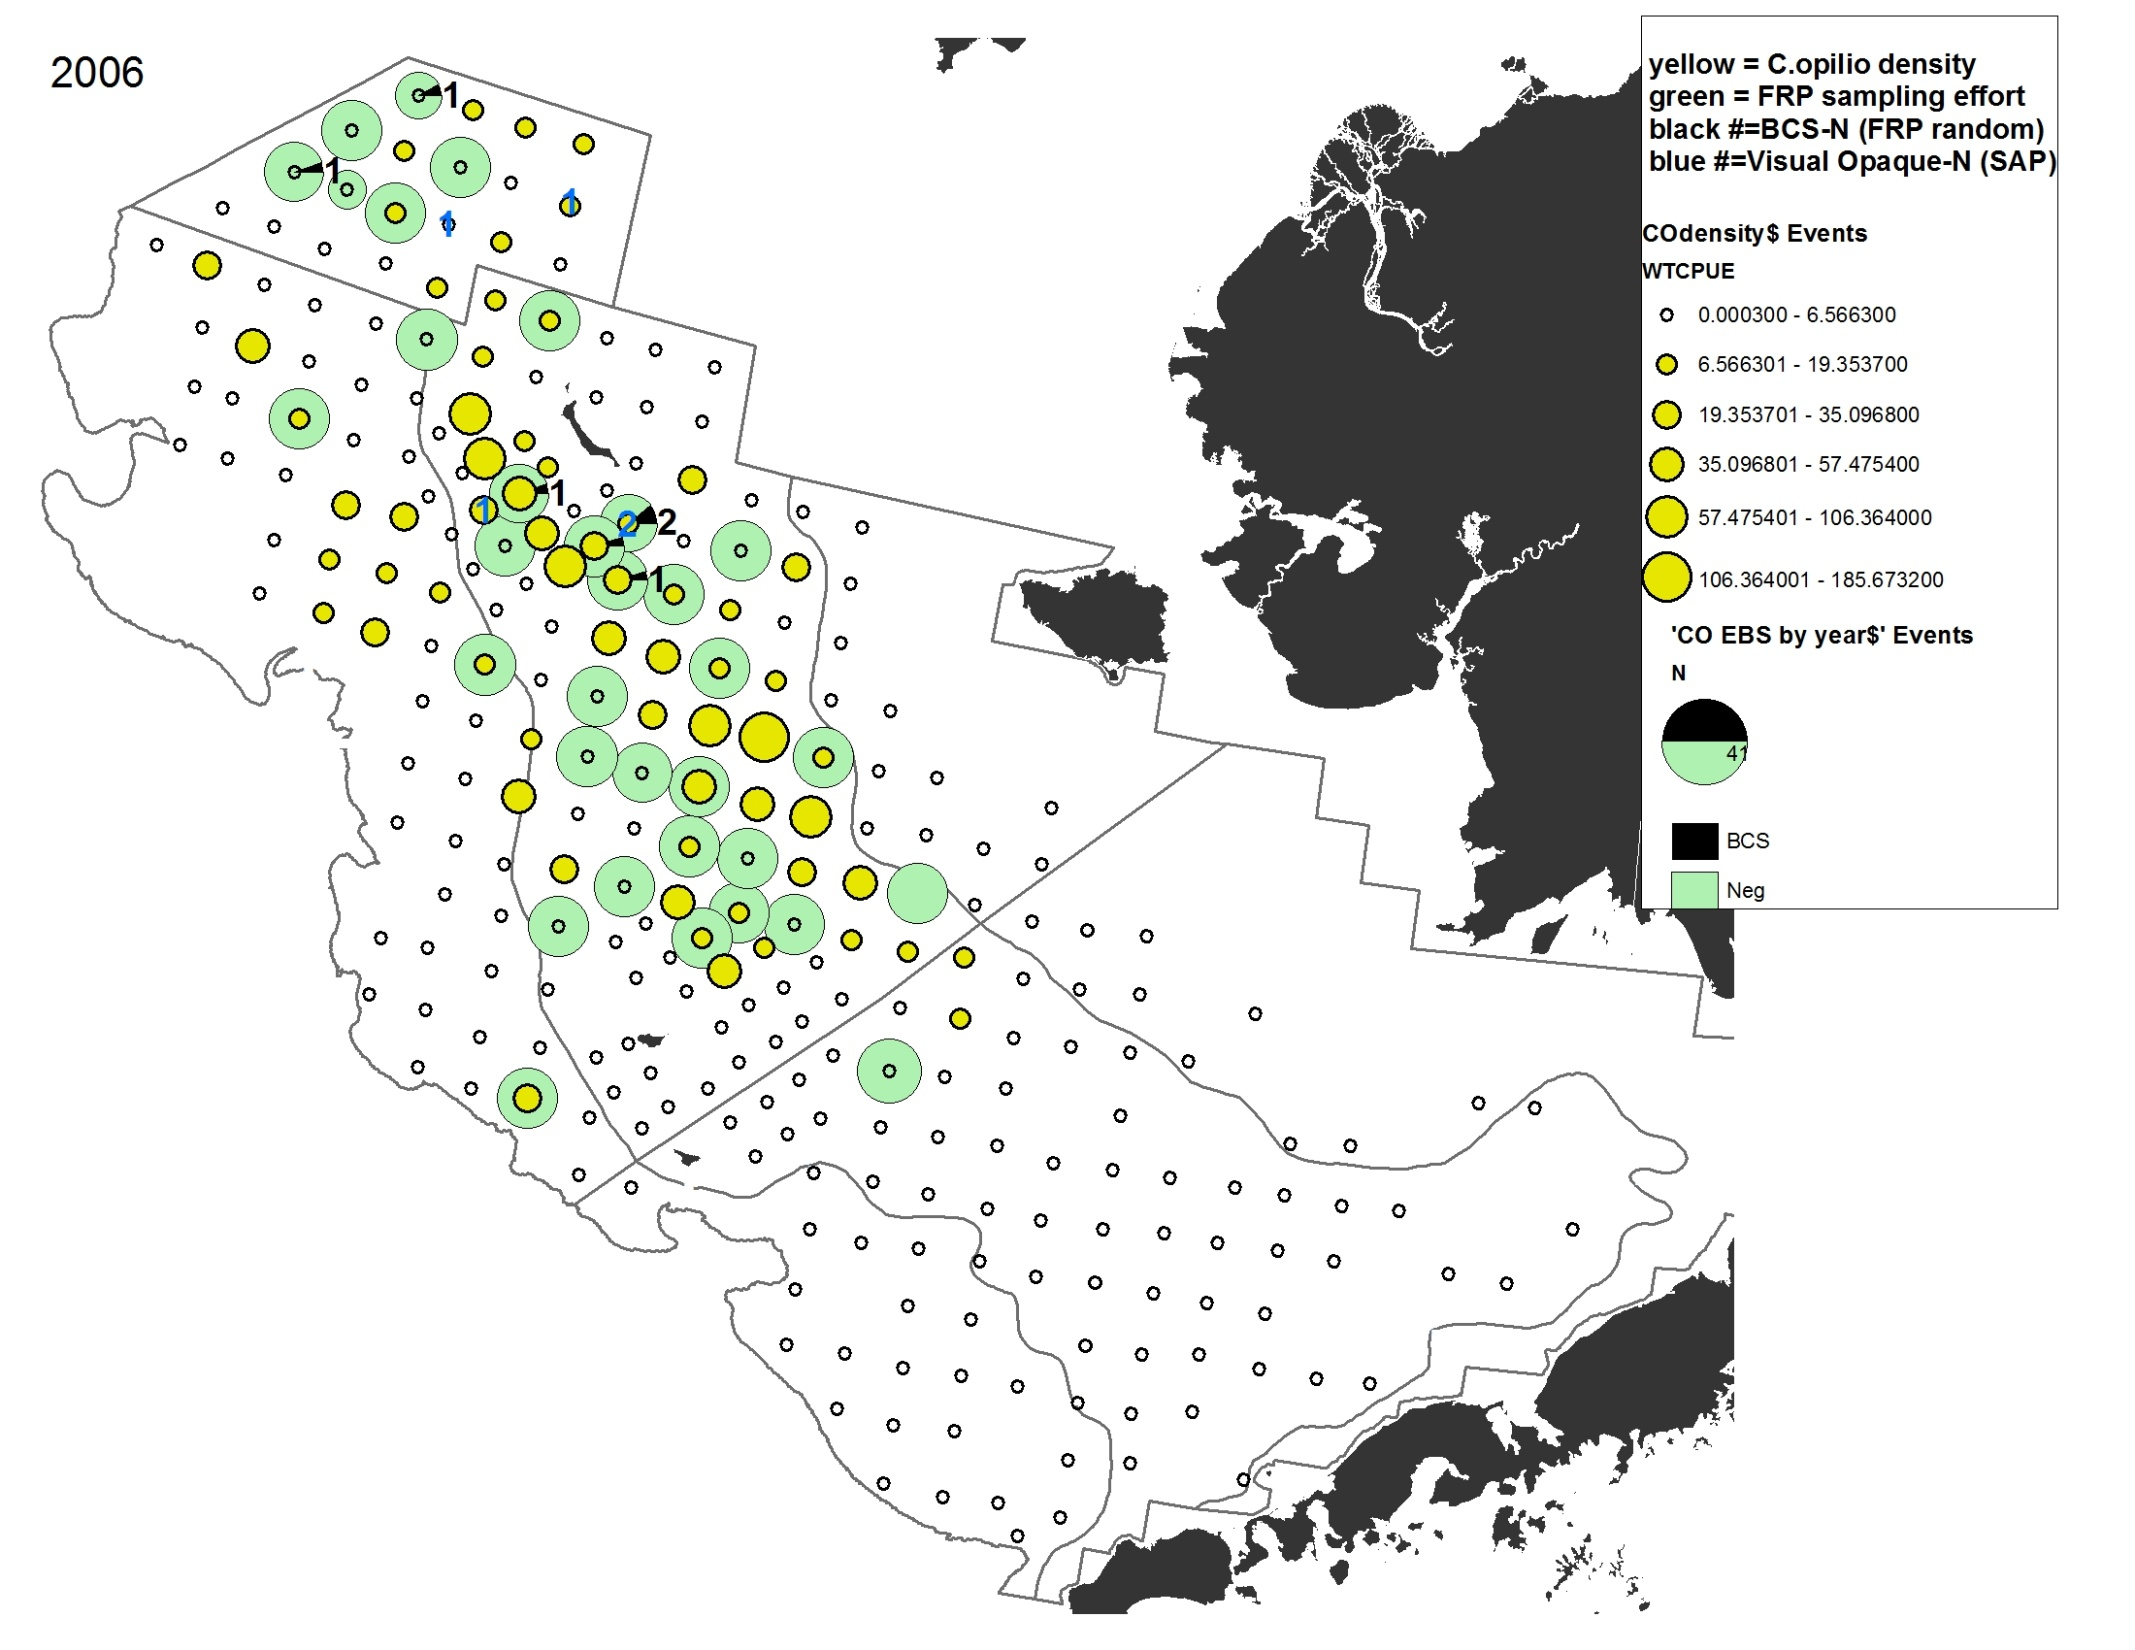 2006
yellow = C.opilio density
green = FRP sampling effort
black #=BCS-N (FRP random)
blue #=Visual Opaque-N (SAP)
COdensity$ Events
WTCPUE
0.000300 - 6.566300
6.566301 - 19.353700
19.353701 - 35.096800
35.096801 - 57.475400
57.475401 - 106.364000
106.364001 - 185.673200
'CO EBS by year$' Events
N
41
BCS
Neg
1
1
1
1
1
1
2
2
1